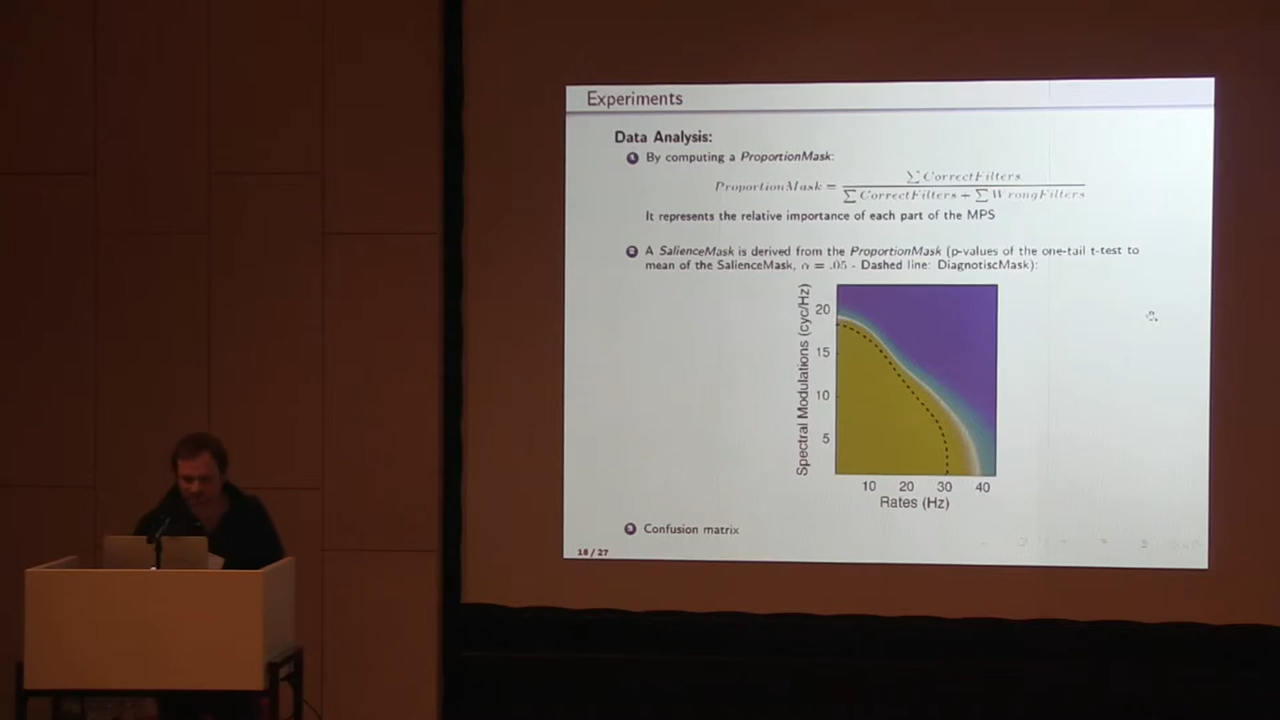 Experiments
Data Analysis:
1 By computing a ProportionMask:
ProportionMask = ∑ CorrectFilters / ∑ CorrectFilters + ∑ WrongFilters
It represents the relative importance of each part of the MPS
2 A SalienceMask is derived from the ProportionMask (p-values of the one-tail t-test to
mean of the SalienceMask, α = .05 - Dashed line: DiagnotiscMask):
Spectral Modulations (cyc/Hz)
20
15
10
5
10 20 30 40
Rates (Hz)
3 Confusion matrix
18 / 27